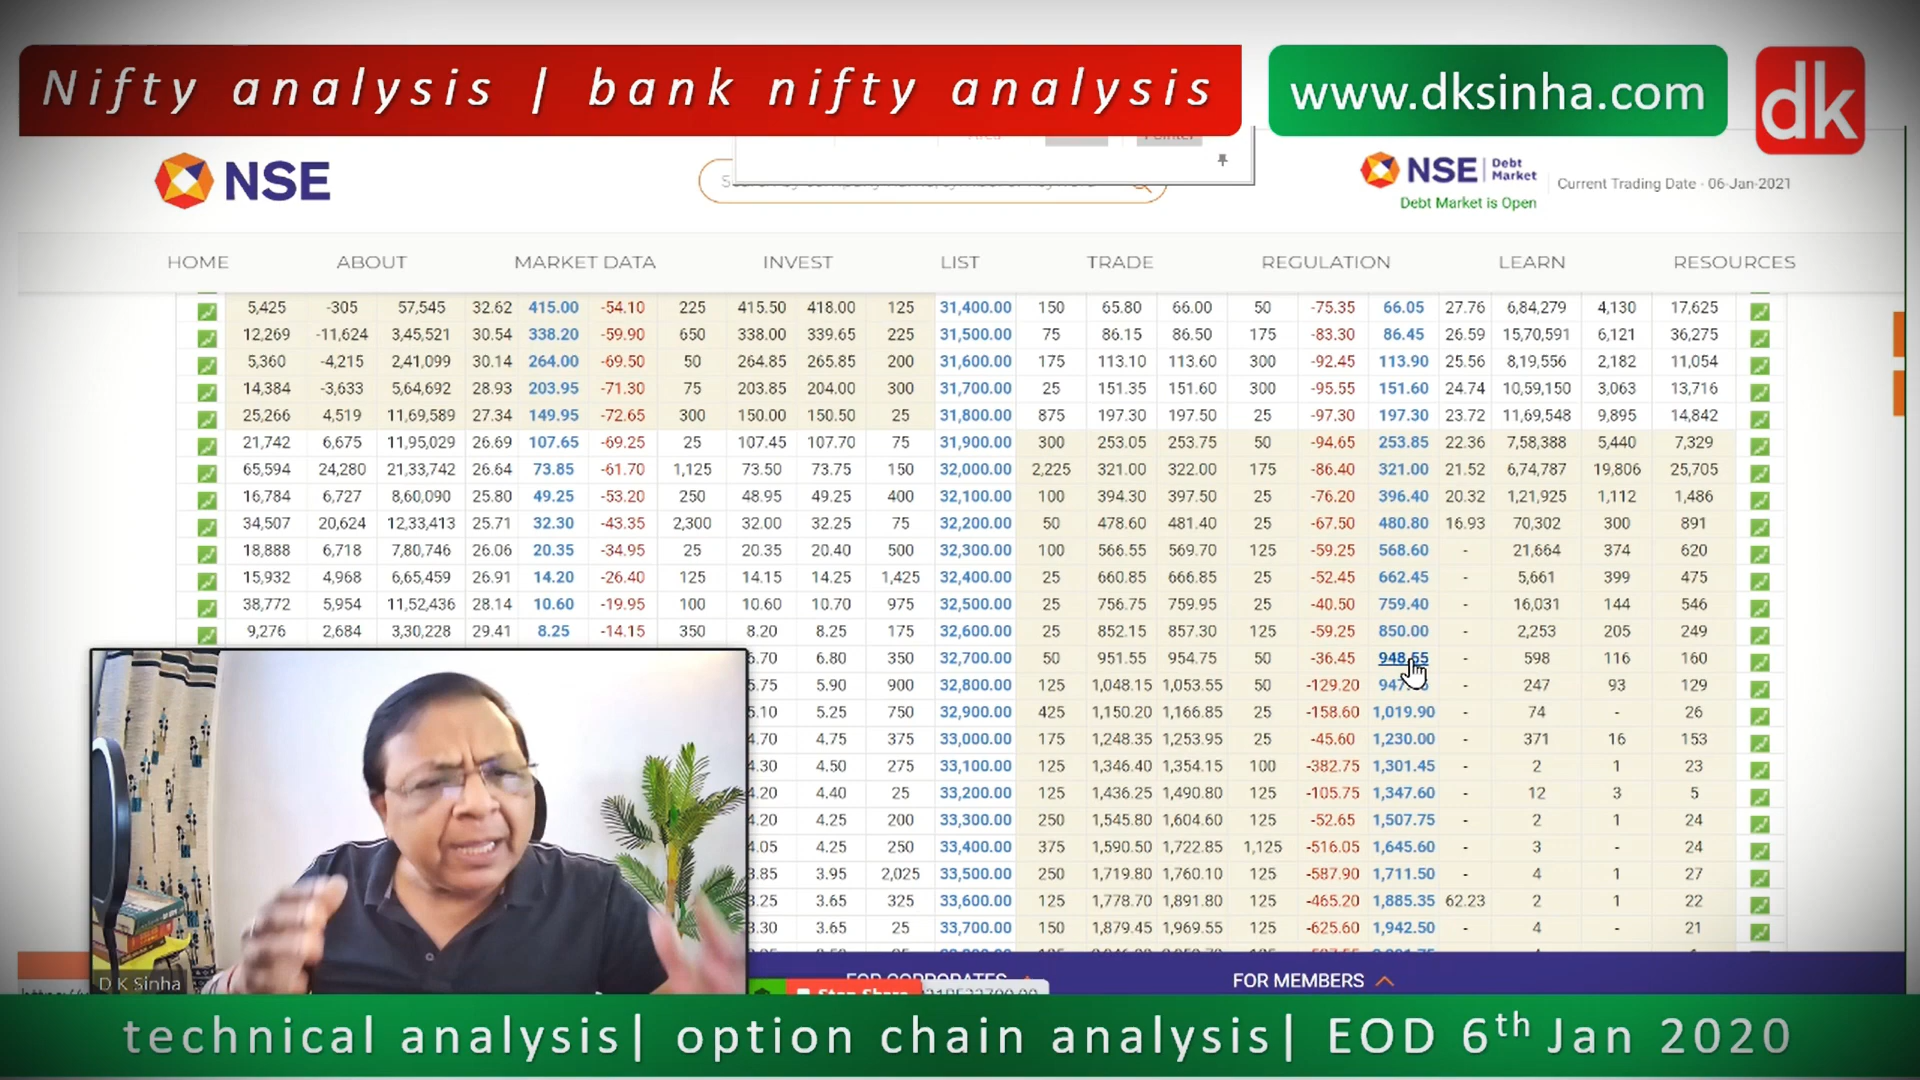 Nifty analysis | bank nifty analysis
www.dksinha.com
dk
NSE
NSE Debt Market
Current Trading Date - 06-Jan-2021
Debt Market is Open
HOME ABOUT MARKET DATA INVEST LIST TRADE REGULATION LEARN RESOURCES
5,425 -305 57,545 32.62 415.00 -54.10 225 415.50 418.00 125 31,400.00 150 65.80 66.00 50 -75.35 66.05 27.76 6,84,279 4,130 17,625
12,269 -11,624 3,45,521 30.54 338.20 -59.90 650 338.00 339.65 225 31,500.00 75 86.15 86.50 175 -83.30 86.45 26.59 15,70,591 6,121 36,275
5,360 -4,215 2,41,099 30.14 264.00 -69.50 50 264.85 265.85 200 31,600.00 175 113.10 113.60 300 -92.45 113.90 25.56 8,19,556 2,182 11,054
14,384 -3,633 5,64,692 28.93 203.95 -71.30 75 203.85 204.00 300 31,700.00 25 151.35 151.60 300 -95.55 151.60 24.74 10,59,150 3,063 13,716
25,266 4,519 11,69,589 27.34 149.95 -72.65 300 150.00 150.50 25 31,800.00 875 197.30 197.50 25 -97.30 197.30 23.72 11,69,548 9,895 14,842
21,742 6,675 11,95,029 26.69 107.65 -69.25 25 107.45 107.70 75 31,900.00 300 253.05 253.75 50 -94.65 253.85 22.36 7,58,388 5,440 7,329
65,594 24,280 21,33,742 26.64 73.85 -61.70 1,125 73.50 73.75 150 32,000.00 2,225 321.00 322.00 175 -86.40 321.00 21.52 6,74,787 19,806 25,705
16,784 6,727 8,60,090 25.80 49.25 -53.20 250 48.95 49.25 400 32,100.00 100 394.30 397.50 25 -76.20 396.40 20.32 1,21,925 1,112 1,486
34,507 20,624 12,33,413 25.71 32.30 -43.35 2,300 32.00 32.25 75 32,200.00 50 478.60 481.40 25 -67.50 480.80 16.93 70,302 300 891
18,888 6,718 7,80,746 26.06 20.35 -34.95 25 20.35 20.40 500 32,300.00 100 566.55 569.70 125 -59.25 568.60 - 21,664 374 620
15,932 4,968 6,65,459 26.91 14.20 -26.40 125 14.15 14.25 1,425 32,400.00 25 660.85 666.85 25 -52.45 662.45 - 5,661 399 475
38,772 5,954 11,52,436 28.14 10.60 -19.95 100 10.60 10.70 975 32,500.00 25 756.75 759.95 25 -40.50 759.40 - 16,031 144 546
9,276 2,684 3,30,228 29.41 8.25 -14.15 350 8.20 8.25 175 32,600.00 25 852.15 857.30 125 -59.25 850.00 - 2,253 205 249
6.80 350 32,700.00 50 951.55 954.75 50 -36.45 948.55 - 598 116 160
5.90 900 32,800.00 125 1,048.15 1,053.55 50 -129.20 - 247 93 129
5.25 750 32,900.00 425 1,150.20 1,166.85 25 -158.60 1,019.90 - 74 - 26
4.75 375 33,000.00 175 1,248.35 1,253.95 25 -45.60 1,230.00 - 371 16 153
4.50 275 33,100.00 125 1,346.40 1,354.15 100 -382.75 1,301.45 - 2 1 23
4.40 25 33,200.00 125 1,436.25 1,490.80 125 -105.75 1,347.60 - 12 3 5
4.25 200 33,300.00 250 1,545.80 1,604.60 125 -52.65 1,507.75 - 2 1 24
4.25 250 33,400.00 375 1,590.50 1,722.85 1,125 -516.05 1,645.60 - 3 - 24
3.95 2,025 33,500.00 250 1,719.80 1,760.10 125 -587.90 1,711.50 - 4 1 27
3.65 325 33,600.00 125 1,778.70 1,891.80 125 -465.20 1,885.35 62.23 2 1 22
3.65 25 33,700.00 150 1,879.45 1,969.55 125 -625.60 1,942.50 - 4 - 21
D K Sinha
FOR CORPORATES FOR MEMBERS
Stop Share
technical analysis| option chain analysis| EOD 6th Jan 2020